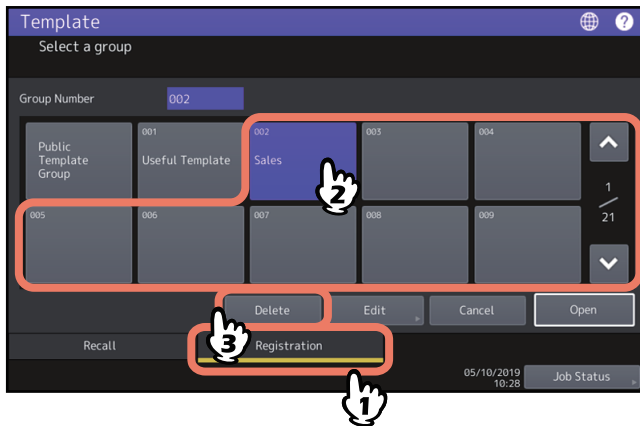 Template
?
Select a group
Group Number 002
Public
Template
Group
001
Useful Template
002
Sales
003
004
1
21
005
006
007
008
009
2
Delete
Edit
Cancel
Open
3
Recall
Registration
1
05/10/2019
10:28
Job Status